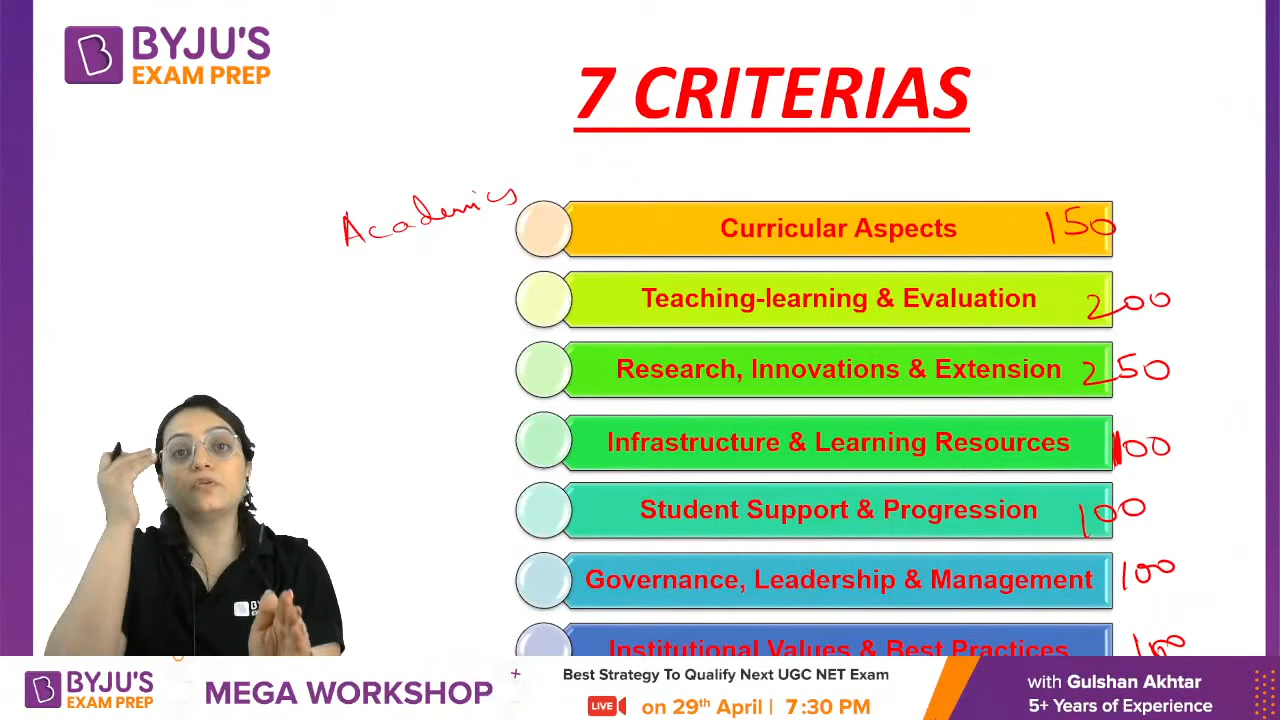 BYJU'S
EXAM PREP
7 CRITERIAS
Academics
Curricular Aspects 150
Teaching-learning & Evaluation 200
Research, Innovations & Extension 250
Infrastructure & Learning Resources 100
Student Support & Progression 100
Governance, Leadership & Management 100
Institutional Values & Best Practices 100
BYJU'S
EXAM PREP
MEGA WORKSHOP
Best Strategy To Qualify Next UGC NET Exam
LIVE on 29th April | 7:30 PM
with Gulshan Akhtar
5+ Years of Experience